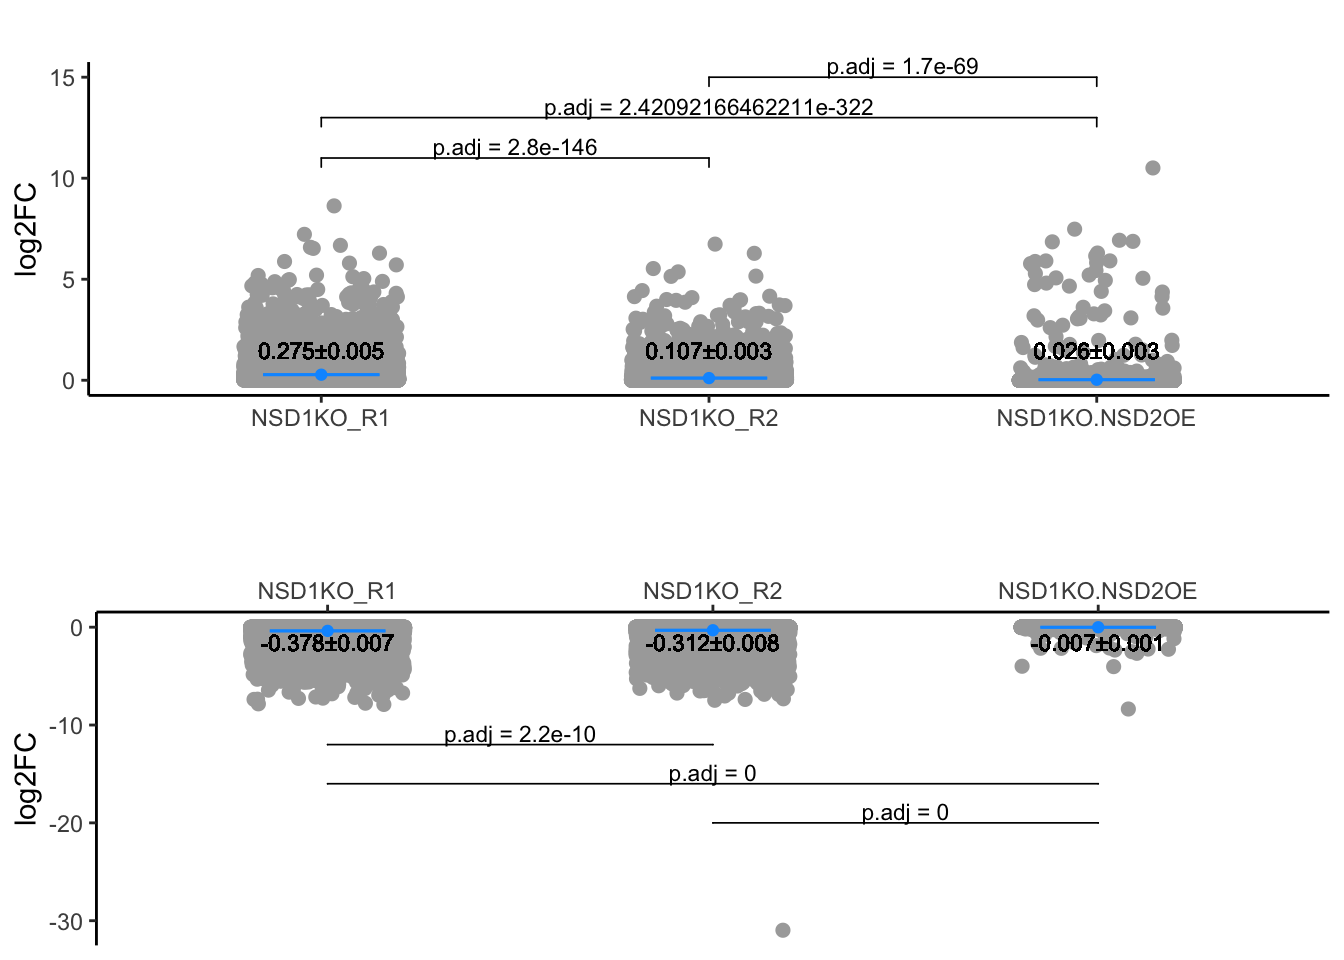 15
p.adj = 1.7e-69
p.adj = 2.42092166462211e-322
p.adj = 2.8e-146
10
log2FC
5
0.275±0.005
0.107±0.003
0.026±0.003
0
NSD1KO_R1
NSD1KO_R2
NSD1KO.NSD2OE
NSD1KO_R1
NSD1KO_R2
NSD1KO.NSD2OE
0
-0.378±0.007
-0.312±0.008
-0.007±0.001
-10
p.adj = 2.2e-10
log2FC
p.adj = 0
-20
p.adj = 0
-30